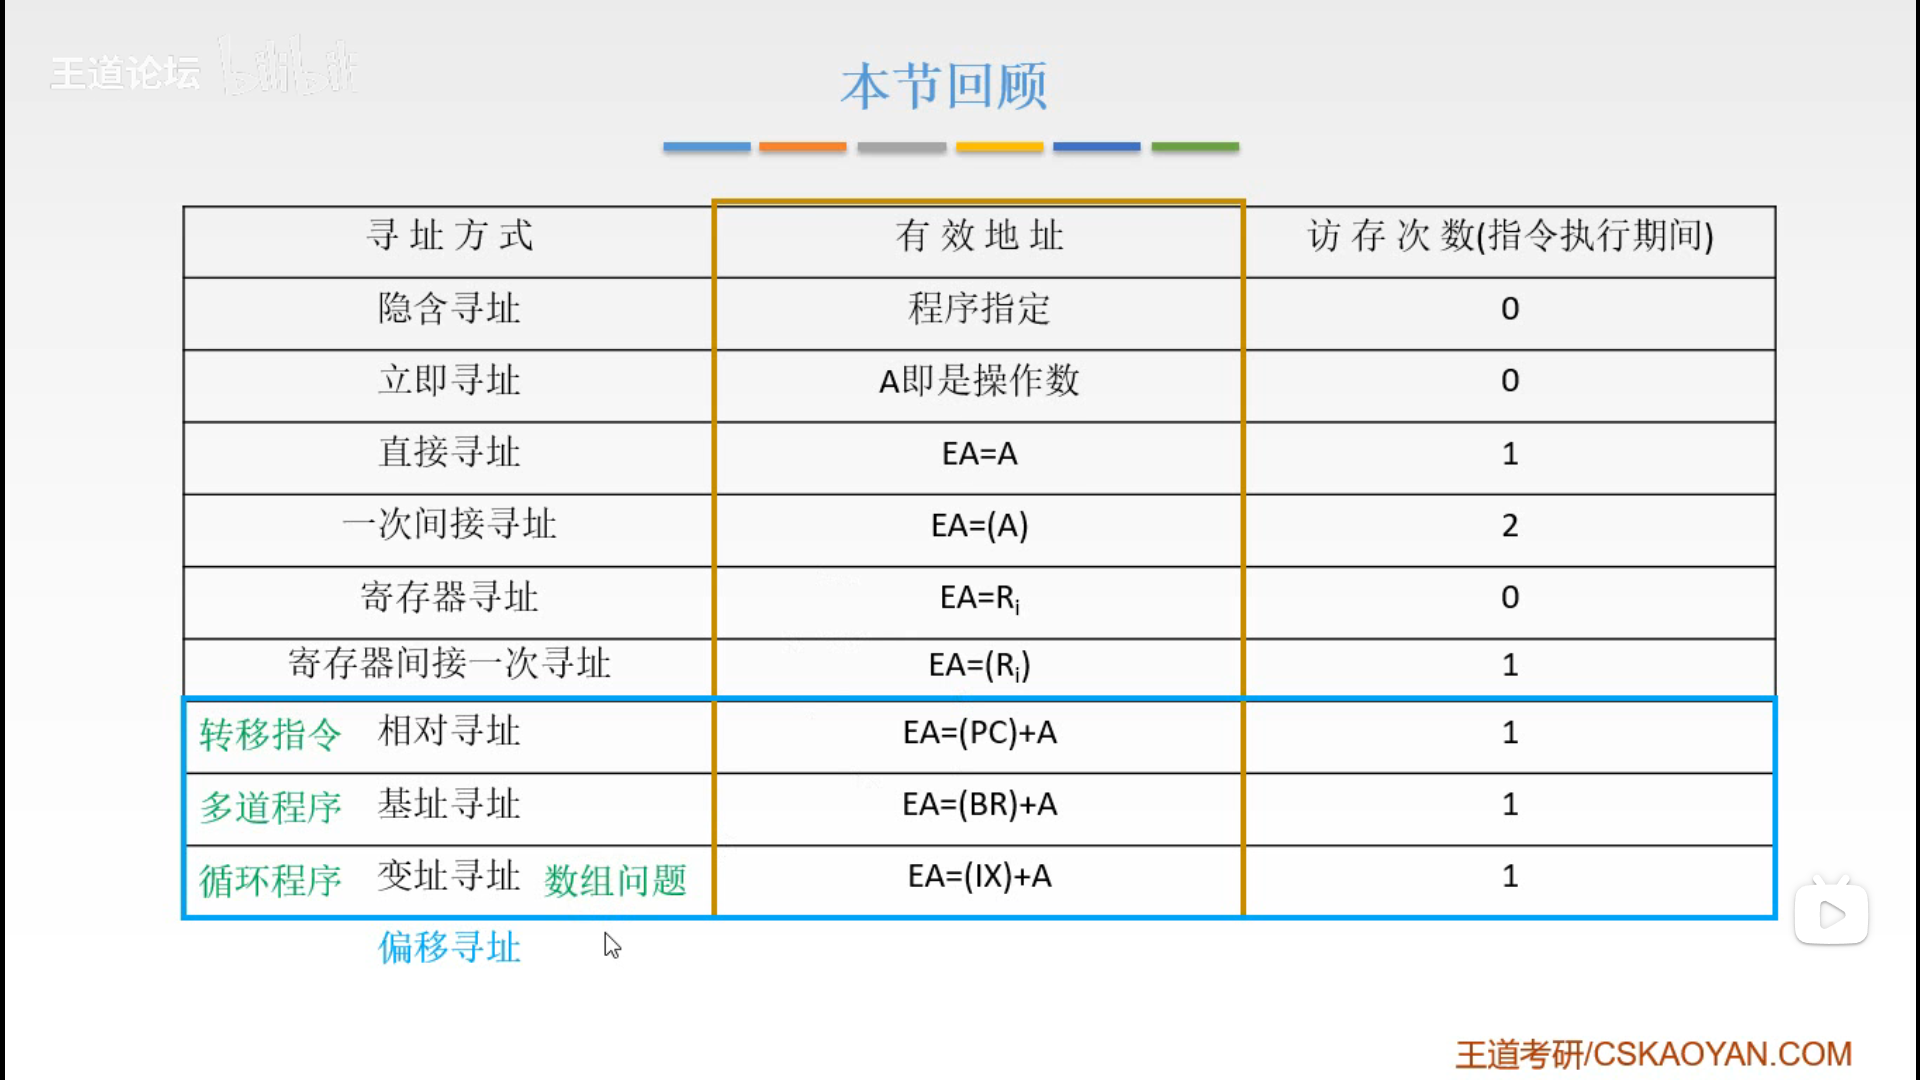 王道论坛 bilibili
本节回顾
寻址方式 有效地址 访存次数(指令执行期间)
隐含寻址 程序指定 0
立即寻址 A即是操作数 0
直接寻址 EA=A 1
一次间接寻址 EA=(A) 2
寄存器寻址 EA=Ri 0
寄存器间接一次寻址 EA=(Ri) 1
转移指令 相对寻址 EA=(PC)+A 1
多道程序 基址寻址 EA=(BR)+A 1
循环程序 变址寻址 数组问题 EA=(IX)+A 1
偏移寻址
王道考研/CSKAOYAN.COM